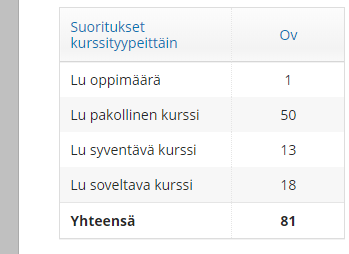 Suoritukset kurssityypeittäin Ov
Lu oppimäärä 1
Lu pakollinen kurssi 50
Lu syventävä kurssi 13
Lu soveltava kurssi 18
Yhteensä 81